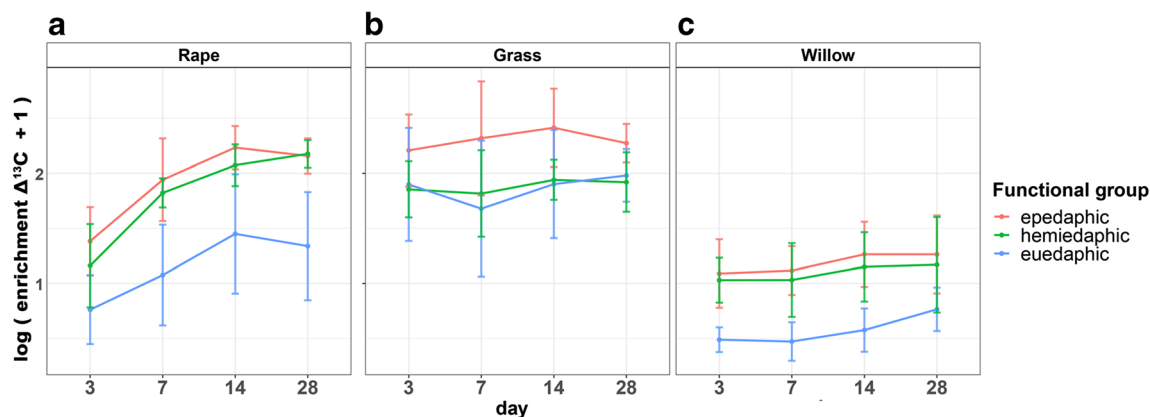 a b c
Rape Grass Willow
log ( enrichment Δ¹³C + 1 )
2
1
3 7 14 28 3 7 14 28 3 7 14 28
day
Functional group
epedaphic
hemiedaphic
euedaphic